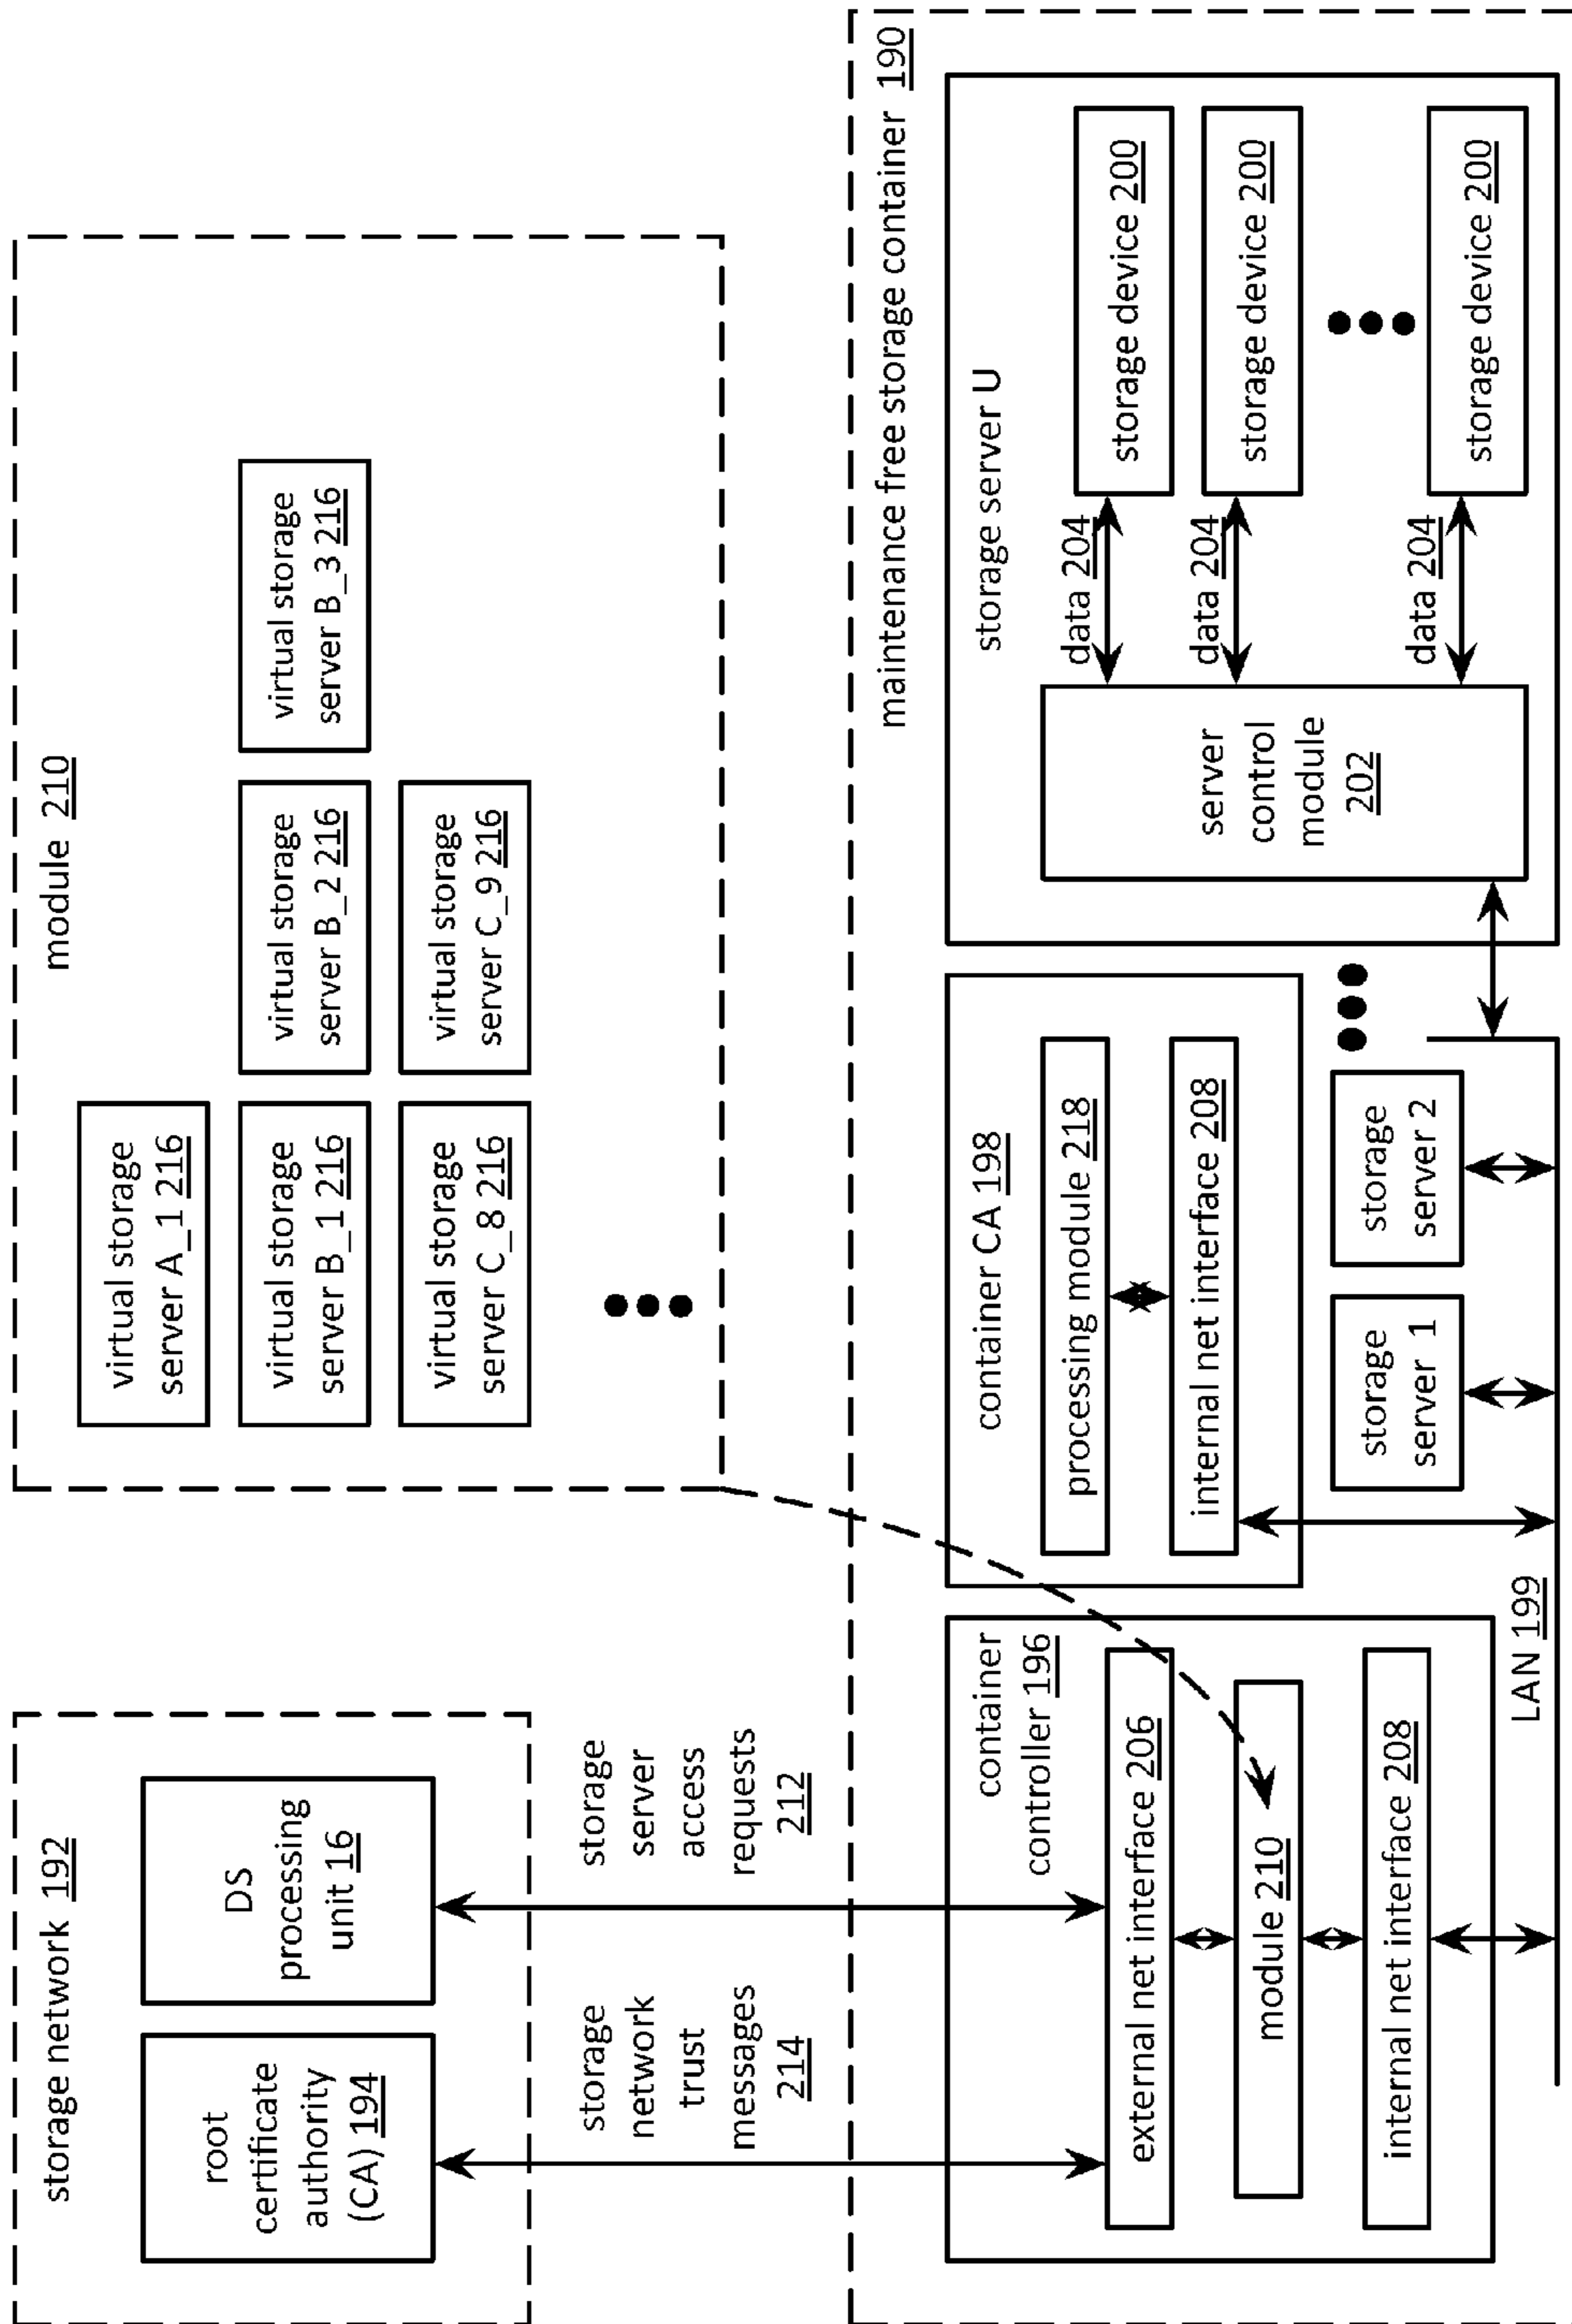 storage network 192
root
certificate
authority
(CA) 194
DS
processing
unit 16
storage
network
trust
messages
214
storage
server
access
requests
212
module 210
virtual storage
server A_1 216
virtual storage
server B_1 216
virtual storage
server B_2 216
virtual storage
server B_3 216
virtual storage
server C_8 216
virtual storage
server C_9 216
maintenance free storage container 190
container
controller 196
external net interface 206
module 210
internal net interface 208
LAN 199
container CA 198
processing module 218
internal net interface 208
storage
server 1
storage
server 2
storage server U
server
control
module
202
data 204
data 204
data 204
storage device 200
storage device 200
storage device 200